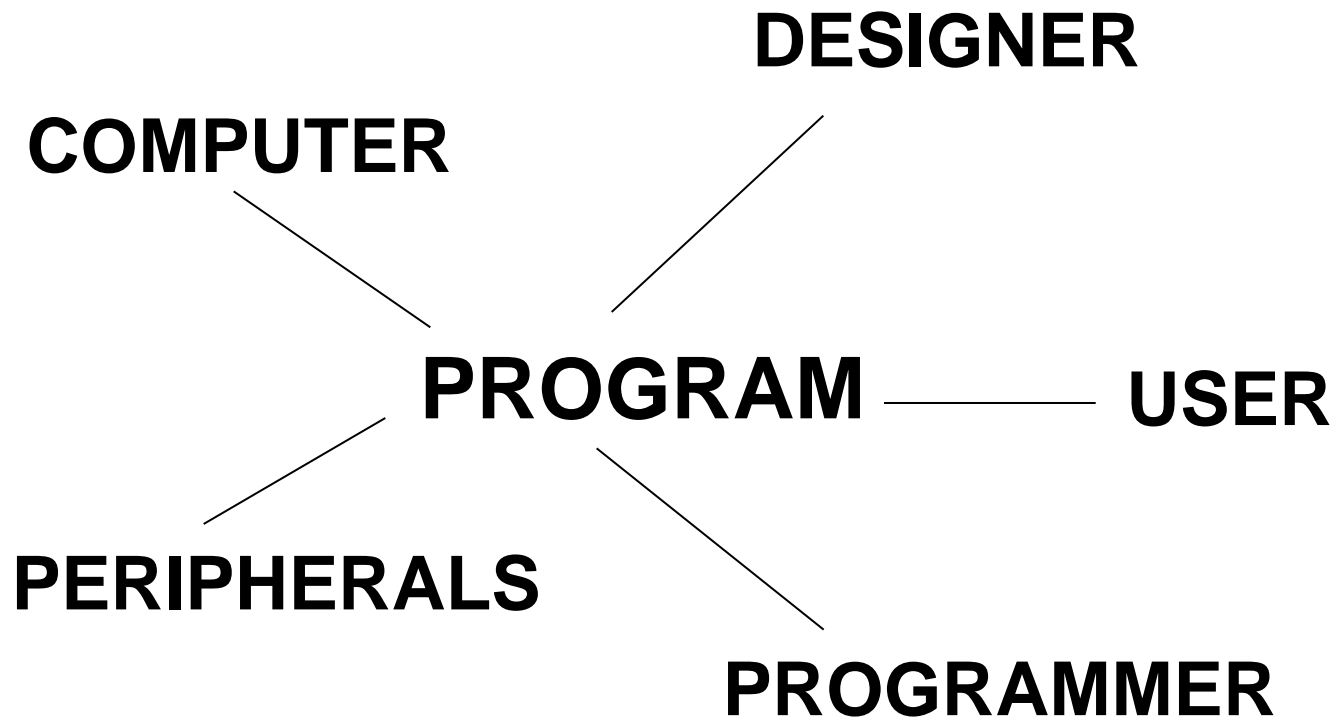 DESIGNER
COMPUTER
PROGRAM
USER
PERIPHERALS
PROGRAMMER